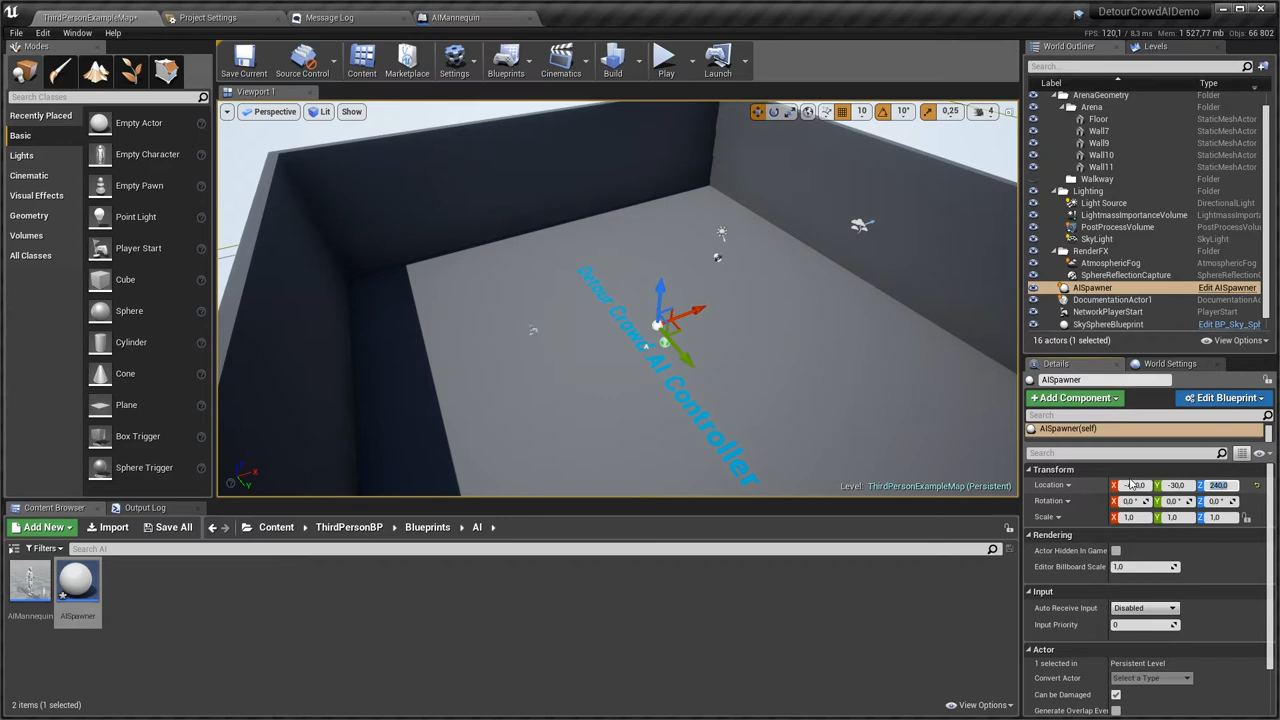 ThirdPersonExampleMap*
Project Settings
Message Log
AIMannequin
DetourCrowdAIDemo
File Edit Window Help
FPS: 120,1 / 8,3 ms Mem: 1 527,77 mb Objs: 66 802
Modes
Search Classes
Recently Placed
Basic
Lights
Cinematic
Visual Effects
Geometry
Volumes
All Classes
Empty Actor
Empty Character
Empty Pawn
Point Light
Player Start
Cube
Sphere
Cylinder
Cone
Plane
Box Trigger
Sphere Trigger
Save Current
Source Control
Content
Marketplace
Settings
Blueprints
Cinematics
Build
Play
Launch
Viewport 1
Perspective Lit Show
10 10° 0,25 4
Detour Crowd AI Controller
Level: ThirdPersonExampleMap (Persistent)
World Outliner Levels
Search...
Label Type
ArenaGeometry Folder
Arena Folder
Floor StaticMeshActor
Wall7 StaticMeshActor
Wall9 StaticMeshActor
Wall10 StaticMeshActor
Wall11 StaticMeshActor
Walkway Folder
Lighting Folder
Light Source DirectionalLight
LightmassImportanceVolume LightmassImporta
PostProcessVolume PostProcessVolu
SkyLight SkyLight
RenderFX Folder
AtmosphericFog AtmosphericFog
SphereReflectionCapture SphereReflection
AISpawner Edit AISpawner
DocumentationActor1 DocumentationAc
NetworkPlayerStart PlayerStart
SkySphereBlueprint Edit BP_Sky_Sp
16 actors (1 selected) View Options
Details World Settings
AISpawner
Add Component Edit Blueprint
Search
AISpawner(self)
Search
Transform
Location X Y -30,0 Z 240,0
Rotation X 0,0 ° Y 0,0 ° Z 0,0 °
Scale X 1,0 Y 1,0 Z 1,0
Rendering
Actor Hidden In Game
Editor Billboard Scale 1,0
Input
Auto Receive Input Disabled
Input Priority 0
Actor
1 selected in Persistent Level
Convert Actor Select a Type
Can be Damaged
Generate Overlap Eve
Content Browser Output Log
Add New Import Save All Content ThirdPersonBP Blueprints AI
Filters Search AI
AIMannequin AISpawner
2 items (1 selected) View Options